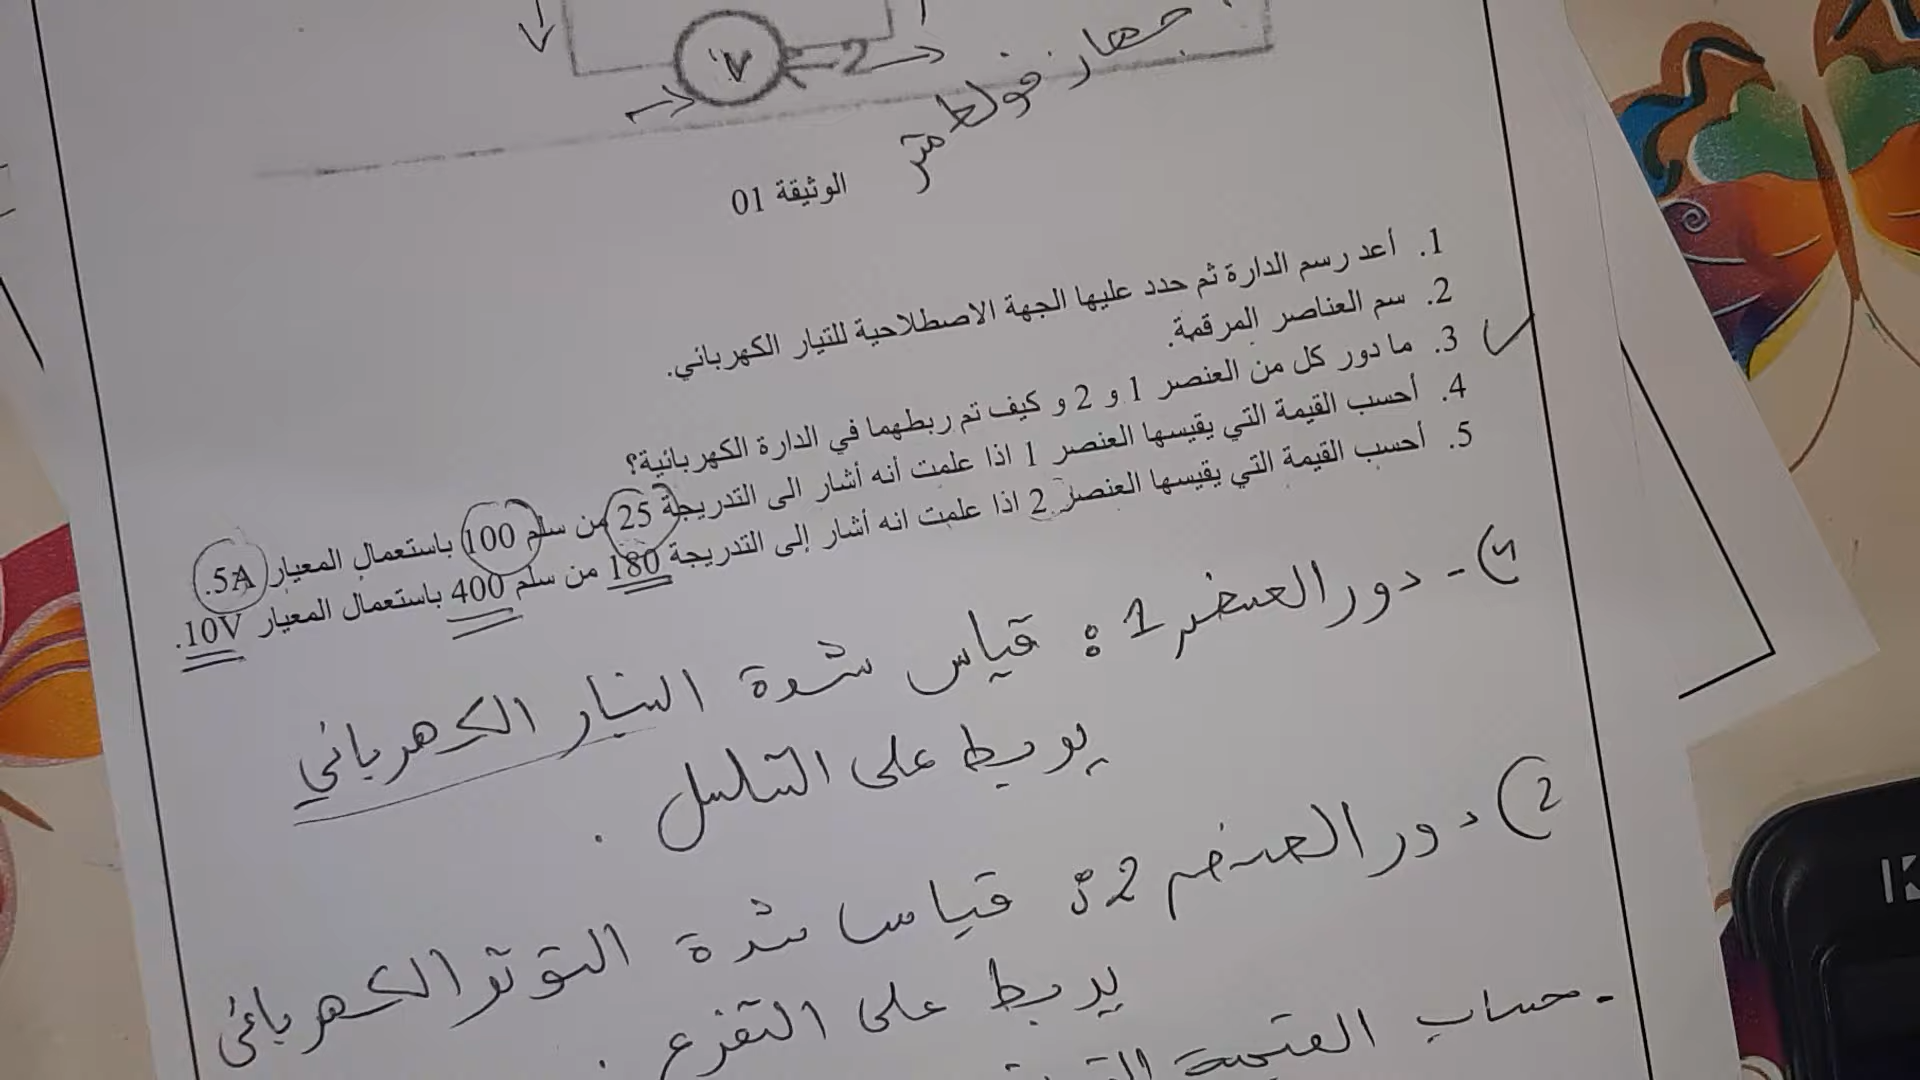 V
2
جهاز فولط متر
الوثيقة 01
1. أعد رسم الدارة ثم حدد عليها الجهة الاصطلاحية للتيار الكهربائي.
2. سم العناصر المرقمة.
3. ما دور كل من العنصر 1 و 2 و كيف تم ربطهما في الدارة الكهربائية؟
4. أحسب القيمة التي يقيسها العنصر 1 اذا علمت أنه أشار الى التدريجة 25 من سلم 100 باستعمال المعيار 5A.
5. أحسب القيمة التي يقيسها العنصر 2 اذا علمت انه أشار إلى التدريجة 180 من سلم 400 باستعمال المعيار 10V.
- دور العنصر 1 : قياس شدة التيار الكهربائي
يربط على التسلسل .
2) دور العنصر 2 : قياس شدة التوتر الكهربائي
يربط على التفرع .
- حساب القيمة